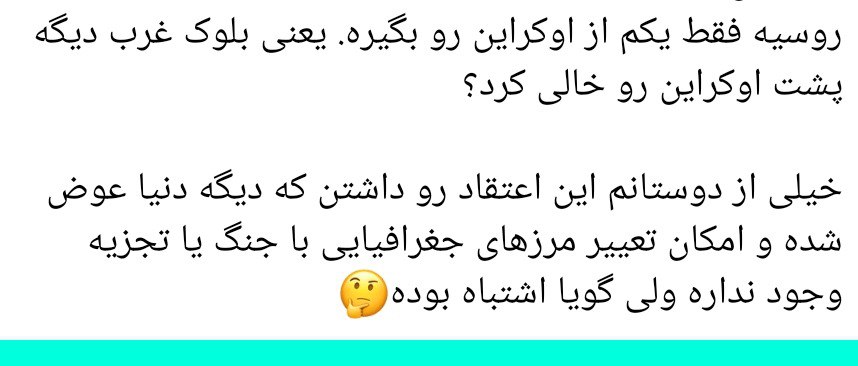 روسیه فقط یکم از اوکراین رو بگیره. یعنی بلوک غرب دیگه
پشت اوکراین رو خالی کرد؟
خیلی از دوستانم این اعتقاد رو داشتن که دیگه دنیا عوض
شده و امکان تعییر مرزهای جغرافیایی با جنگ یا تجزیه
وجود نداره ولی گویا اشتباه بوده🤔